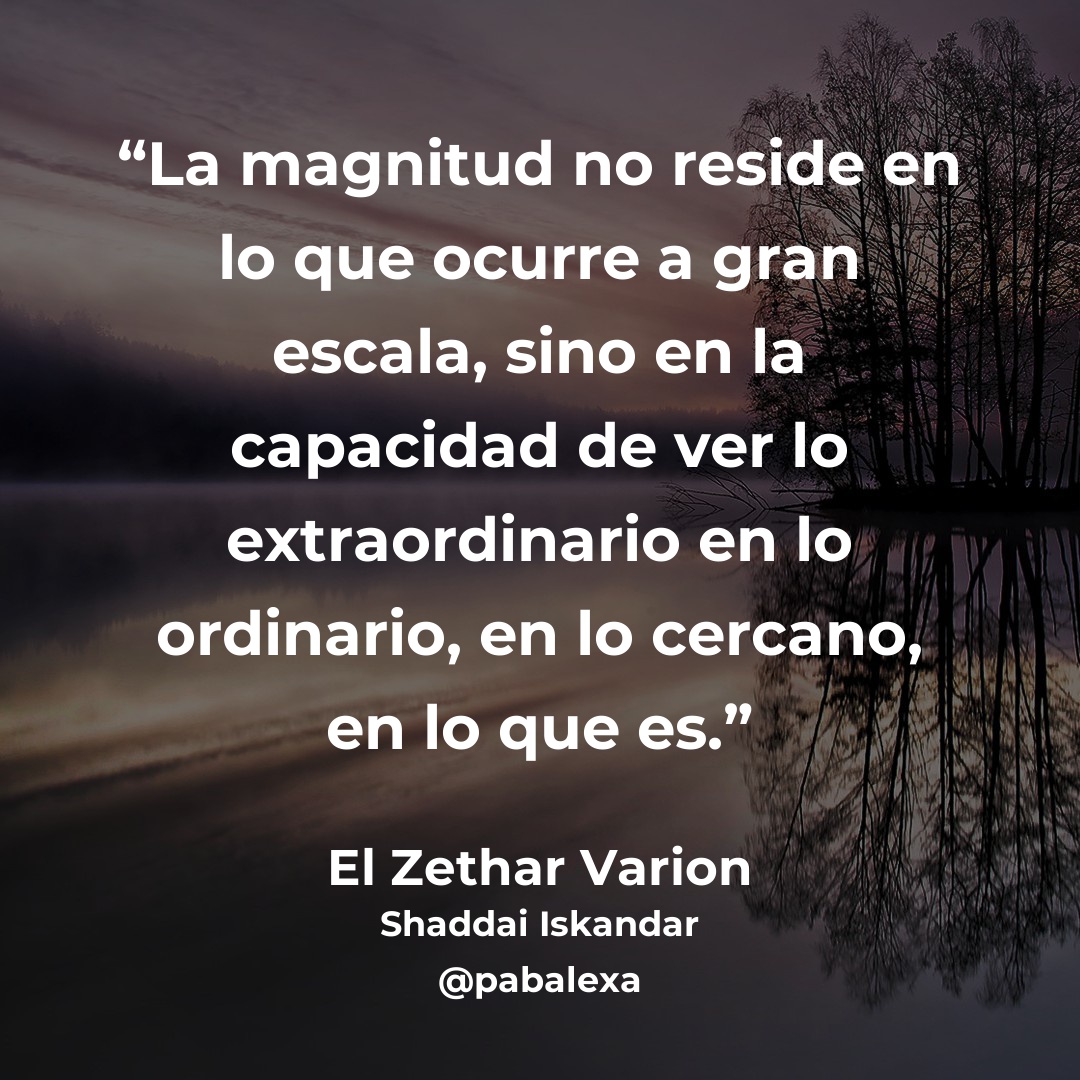 “La magnitud no reside en
lo que ocurre a gran
escala, sino en la
capacidad de ver lo
extraordinario en lo
ordinario, en lo cercano,
en lo que es.”
El Zethar Varion
Shaddai Iskandar
@pabalexa